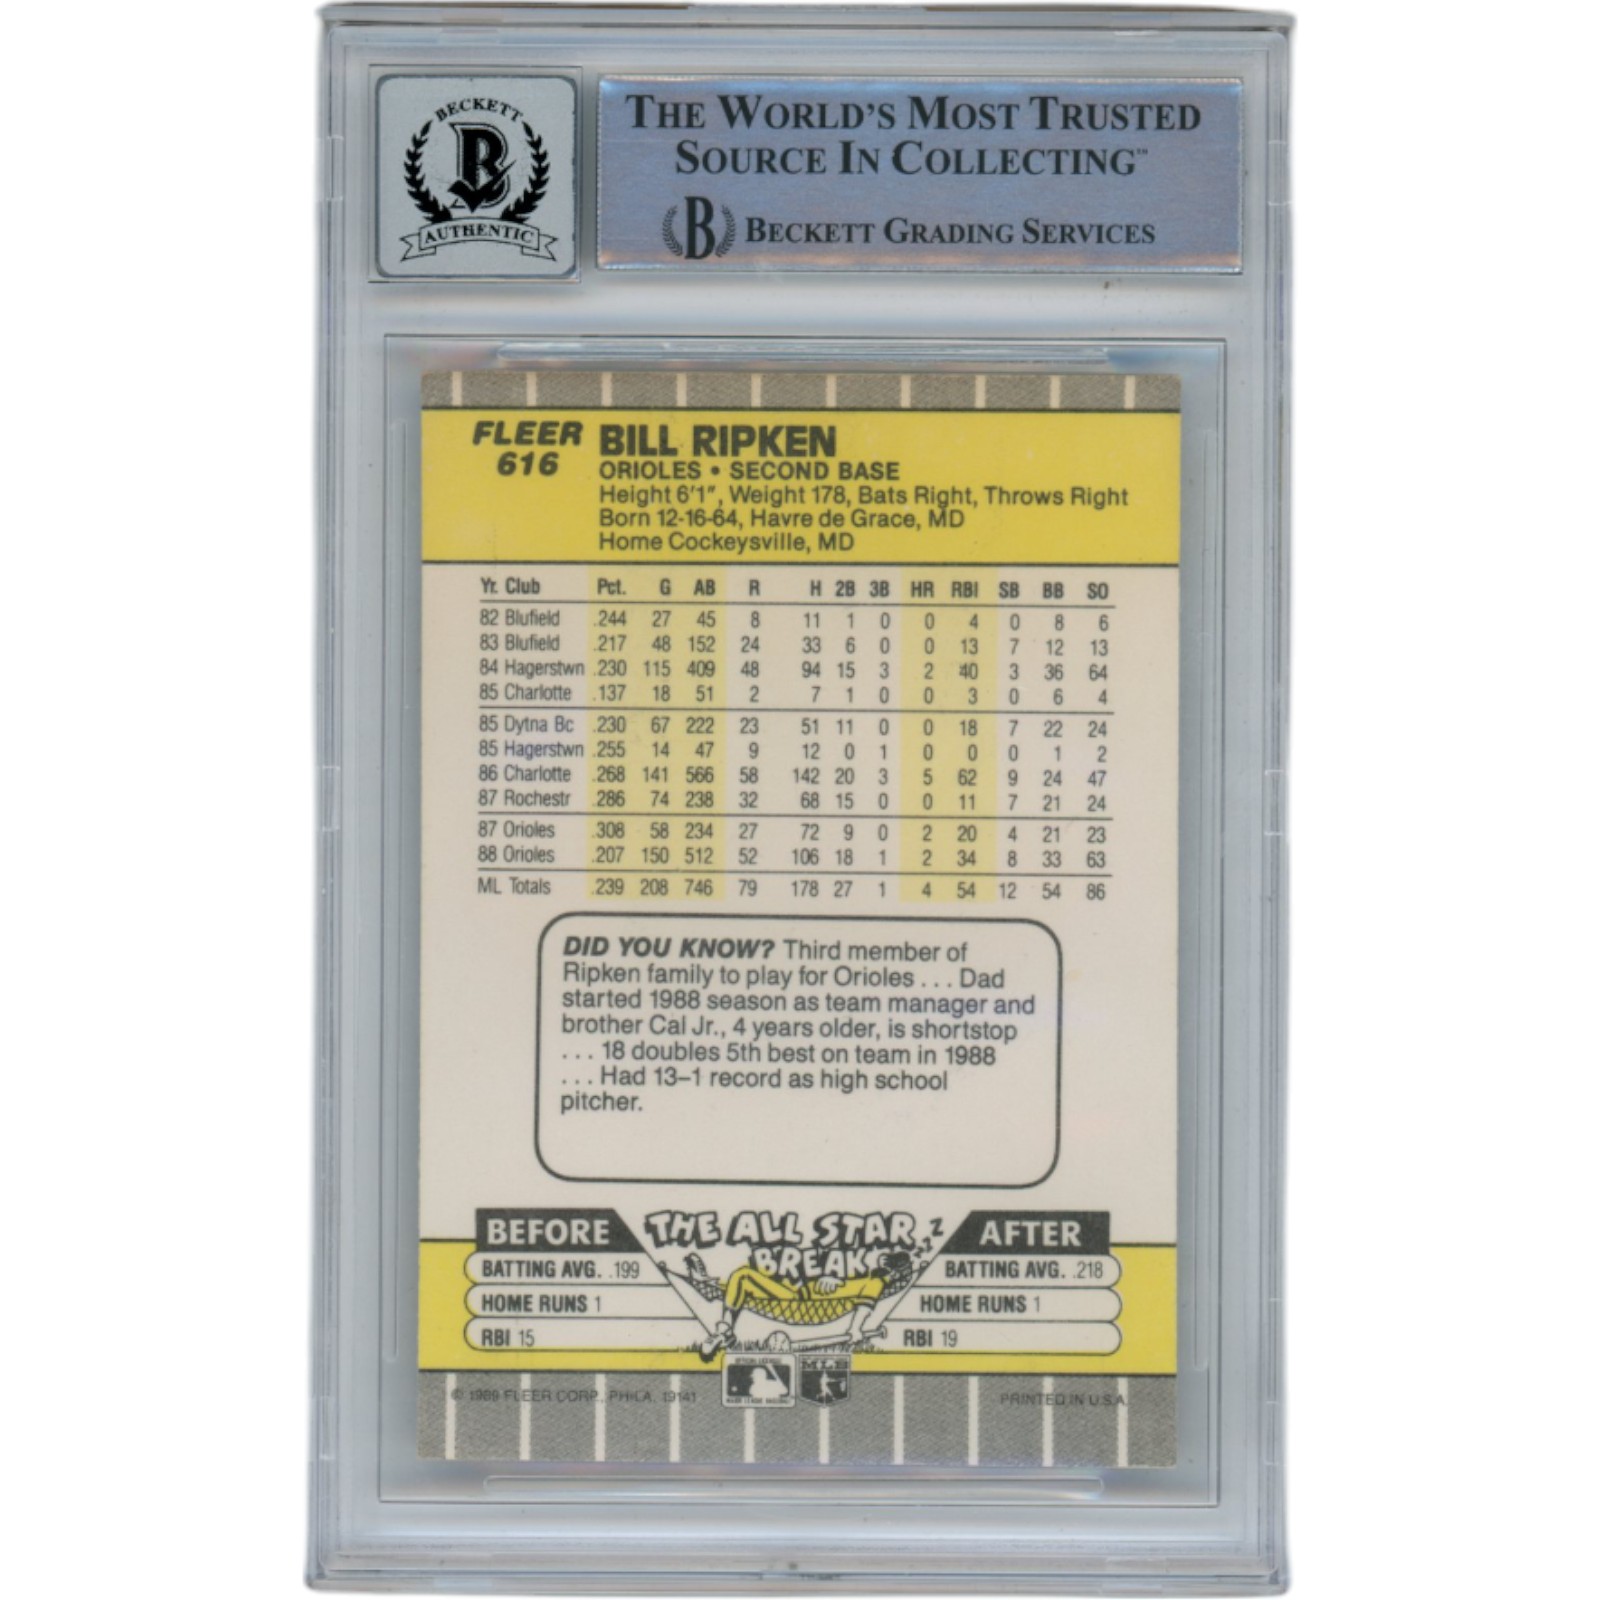 BECKETT
B
AUTHENTIC
THE WORLD'S MOST TRUSTED
SOURCE IN COLLECTING™
B BECKETT GRADING SERVICES
FLEER
616
BILL RIPKEN
ORIOLES • SECOND BASE
Height 6'1", Weight 178, Bats Right, Throws Right
Born 12-16-64, Havre de Grace, MD
Home Cockeysville, MD
Yr. Club Pct. G AB R H 2B 3B HR RBI SB BB SO
82 Blufield .244 27 45 8 11 1 0 0 4 0 8 6
83 Blufield .217 48 152 24 33 6 0 0 13 7 12 13
84 Hagerstwn .230 115 409 48 94 15 3 2 40 3 36 64
85 Charlotte .137 18 51 2 7 1 0 0 3 0 6 4
85 Dytna Bc .230 67 222 23 51 11 0 0 18 7 22 24
85 Hagerstwn .255 14 47 9 12 0 1 0 0 0 1 2
86 Charlotte .268 141 566 58 142 20 3 5 62 9 24 47
87 Rochestr .286 74 238 32 68 15 0 0 11 7 21 24
87 Orioles .308 58 234 27 72 9 0 2 20 4 21 23
88 Orioles .207 150 512 52 106 18 1 2 34 8 33 63
ML Totals .239 208 746 79 178 27 1 4 54 12 54 86
DID YOU KNOW? Third member of
Ripken family to play for Orioles . . . Dad
started 1988 season as team manager and
brother Cal Jr., 4 years older, is shortstop
. . . 18 doubles 5th best on team in 1988
. . . Had 13–1 record as high school
pitcher.
BEFORE
BATTING AVG. .199
HOME RUNS 1
RBI 15
THE ALL STAR
BREAK
Z Z Z
AFTER
BATTING AVG. .218
HOME RUNS 1
RBI 19
MLB
© 1989 FLEER CORP., PHILA. 19141
PRINTED IN U.S.A.